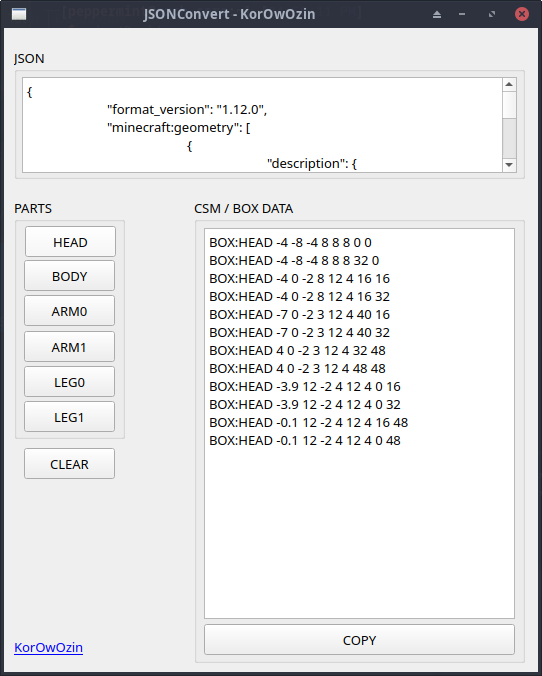 JSONConvert - KorOwOzin
JSON
{
"format_version": "1.12.0",
"minecraft:geometry": [
{
"description": {
PARTS
HEAD
BODY
ARM0
ARM1
LEG0
LEG1
CLEAR
CSM / BOX DATA
BOX:HEAD -4 -8 -4 8 8 8 0 0
BOX:HEAD -4 -8 -4 8 8 8 32 0
BOX:HEAD -4 0 -2 8 12 4 16 16
BOX:HEAD -4 0 -2 8 12 4 16 32
BOX:HEAD -7 0 -2 3 12 4 40 16
BOX:HEAD -7 0 -2 3 12 4 40 32
BOX:HEAD 4 0 -2 3 12 4 32 48
BOX:HEAD 4 0 -2 3 12 4 48 48
BOX:HEAD -3.9 12 -2 4 12 4 0 16
BOX:HEAD -3.9 12 -2 4 12 4 0 32
BOX:HEAD -0.1 12 -2 4 12 4 16 48
BOX:HEAD -0.1 12 -2 4 12 4 0 48
COPY
KorOwOzin